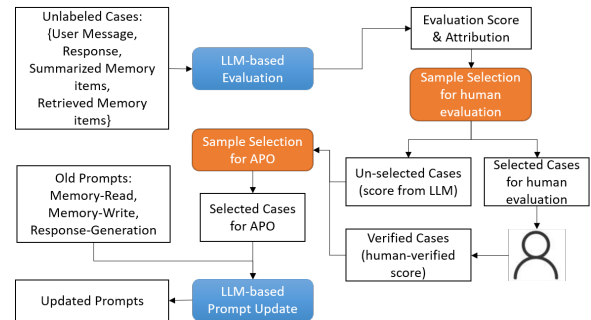 Unlabeled Cases:
{User Message,
Response,
Summarized Memory
items,
Retrieved Memory
items}
LLM-based
Evaluation
Evaluation Score
& Attribution
Sample Selection
for human
evaluation
Sample Selection
for APO
Un-selected Cases
(score from LLM)
Selected Cases
for human
evaluation
Old Prompts:
Memory-Read,
Memory-Write,
Response-Generation
Selected Cases
for APO
Verified Cases
(human-verified
score)
Updated Prompts
LLM-based
Prompt Update